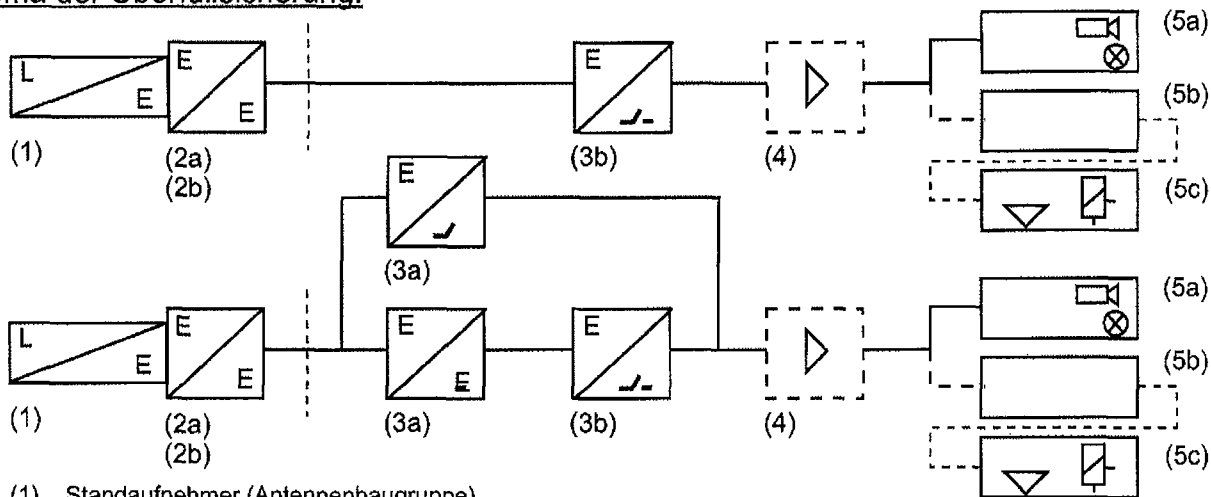 der Überfüllsicherung:
(5a)
L E E E E
(5b)
(1) (2a) (3b) (4)
(2b)
E (5c)
(3a)
(5a)
L E E E E E E
(5b)
(1) (2a) (3a) (3b) (4)
(2b)
(5c)
(1) Standaufnehmer (Antennenbaugruppe)